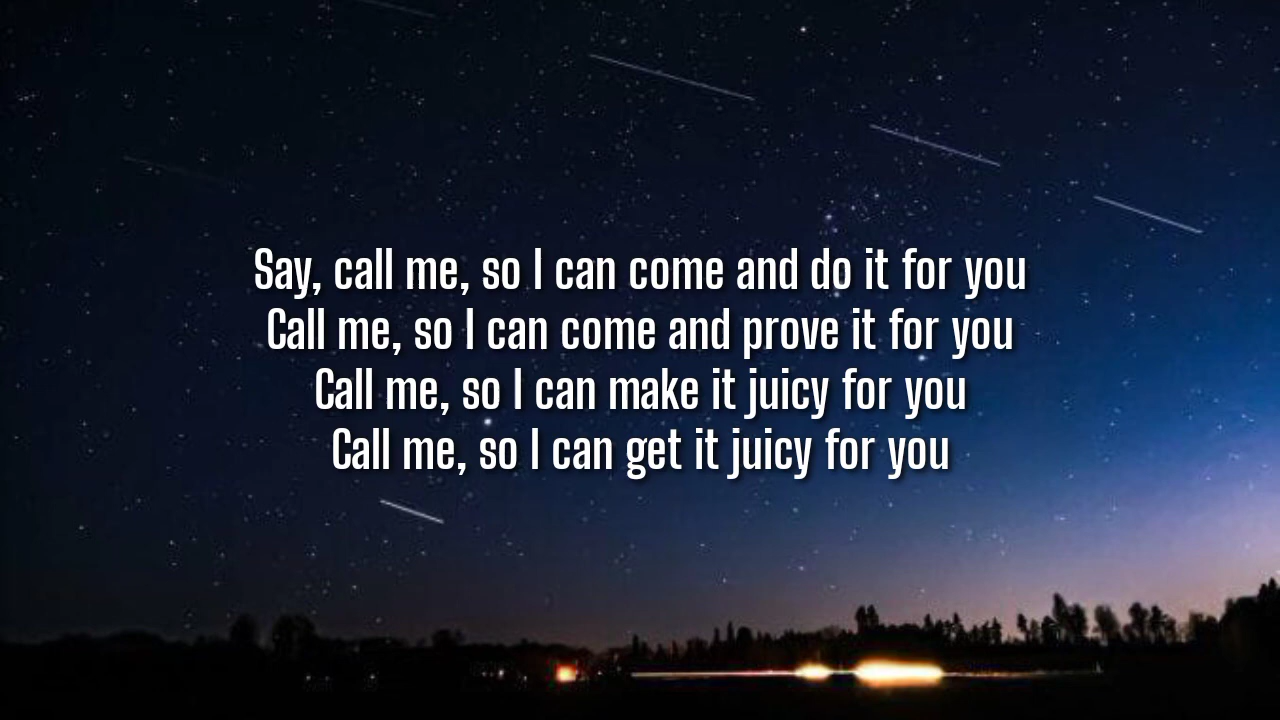 Say, call me, so I can come and do it for you
Call me, so I can come and prove it for you
Call me, so I can make it juicy for you
Call me, so I can get it juicy for you